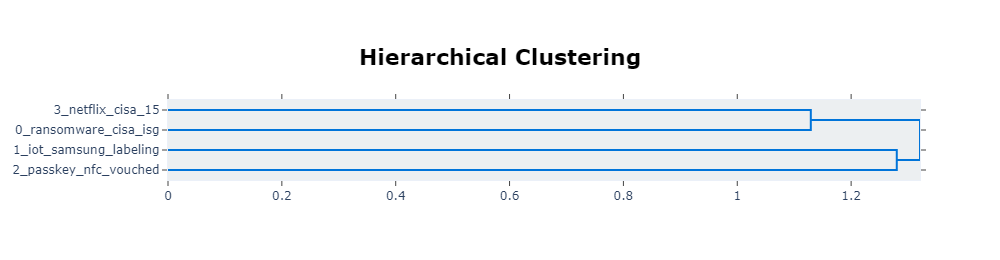 Hierarchical Clustering
3_netflix_cisa_15
0_ransomware_cisa_isg
1_iot_samsung_labeling
2_passkey_nfc_vouched
0 0.2 0.4 0.6 0.8 1 1.2